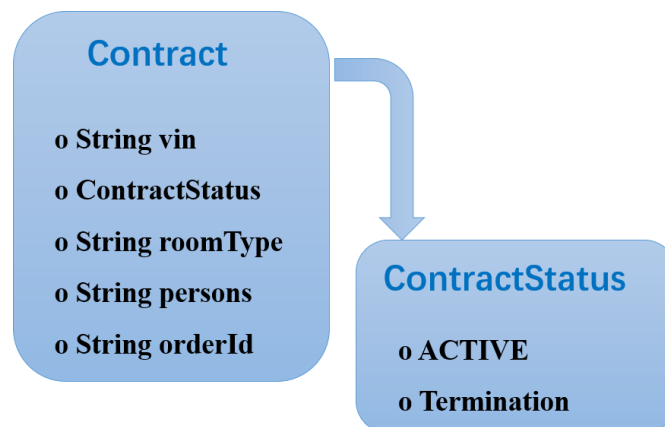 Contract
o String vin
o ContractStatus
o String roomType
o String persons
o String orderId
ContractStatus
o ACTIVE
o Termination